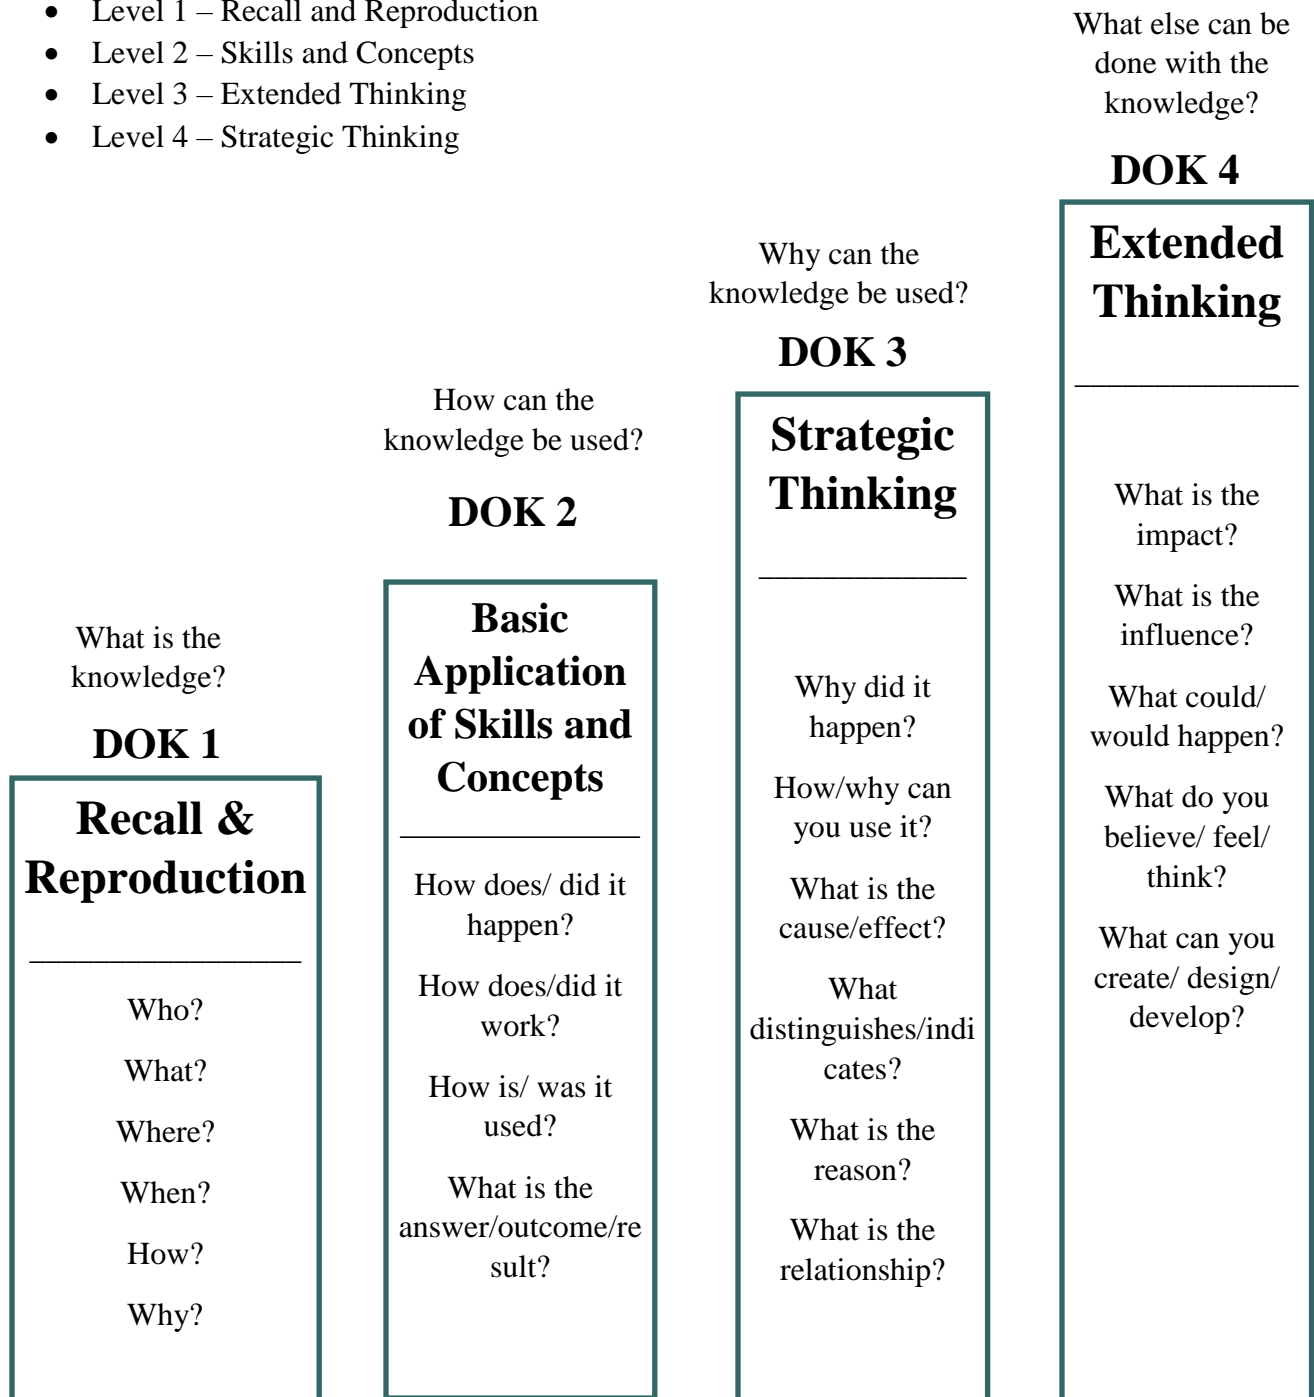 • Level 1 – Recall and Reproduction
• Level 2 – Skills and Concepts
• Level 3 – Extended Thinking
• Level 4 – Strategic Thinking
What is the
knowledge?
DOK 1
Recall &
Reproduction
Who?
What?
Where?
When?
How?
Why?
How can the
knowledge be used?
DOK 2
Basic
Application
of Skills and
Concepts
How does/ did it
happen?
How does/did it
work?
How is/ was it
used?
What is the
answer/outcome/re
sult?
Why can the
knowledge be used?
DOK 3
Strategic
Thinking
Why did it
happen?
How/why can
you use it?
What is the
cause/effect?
What
distinguishes/indi
cates?
What is the
reason?
What is the
relationship?
What else can be
done with the
knowledge?
DOK 4
Extended
Thinking
What is the
impact?
What is the
influence?
What could/
would happen?
What do you
believe/ feel/
think?
What can you
create/ design/
develop?